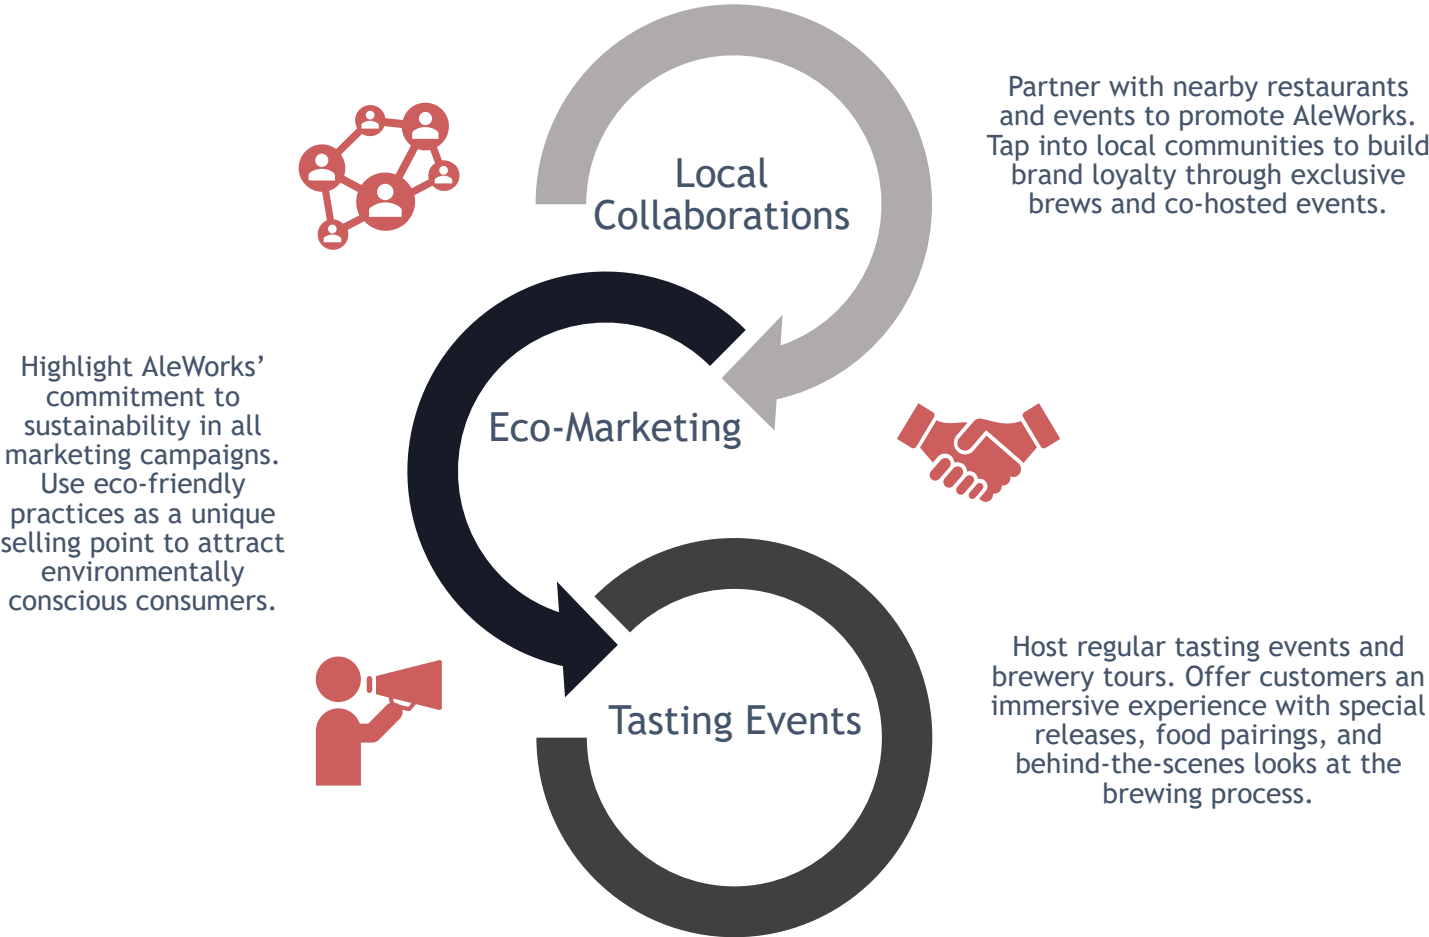 Local
Collaborations
Partner with nearby restaurants
and events to promote AleWorks.
Tap into local communities to build
brand loyalty through exclusive
brews and co-hosted events.
Eco-Marketing
Highlight AleWorks’
commitment to
sustainability in all
marketing campaigns.
Use eco-friendly
practices as a unique
selling point to attract
environmentally
conscious consumers.
Tasting Events
Host regular tasting events and
brewery tours. Offer customers an
immersive experience with special
releases, food pairings, and
behind-the-scenes looks at the
brewing process.